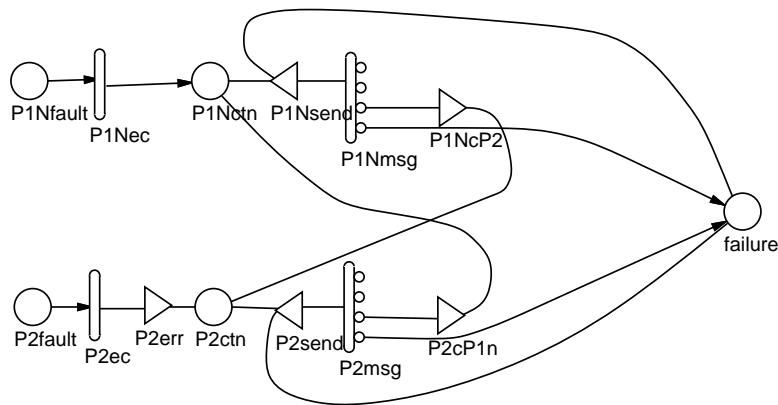 P1Nfault
P1Nec
P1Nctn
P1Nsend
P1Nmsg
P1NcP2
failure
P2fault
P2ec
P2err
P2ctn
P2send
P2msg
P2cP1n